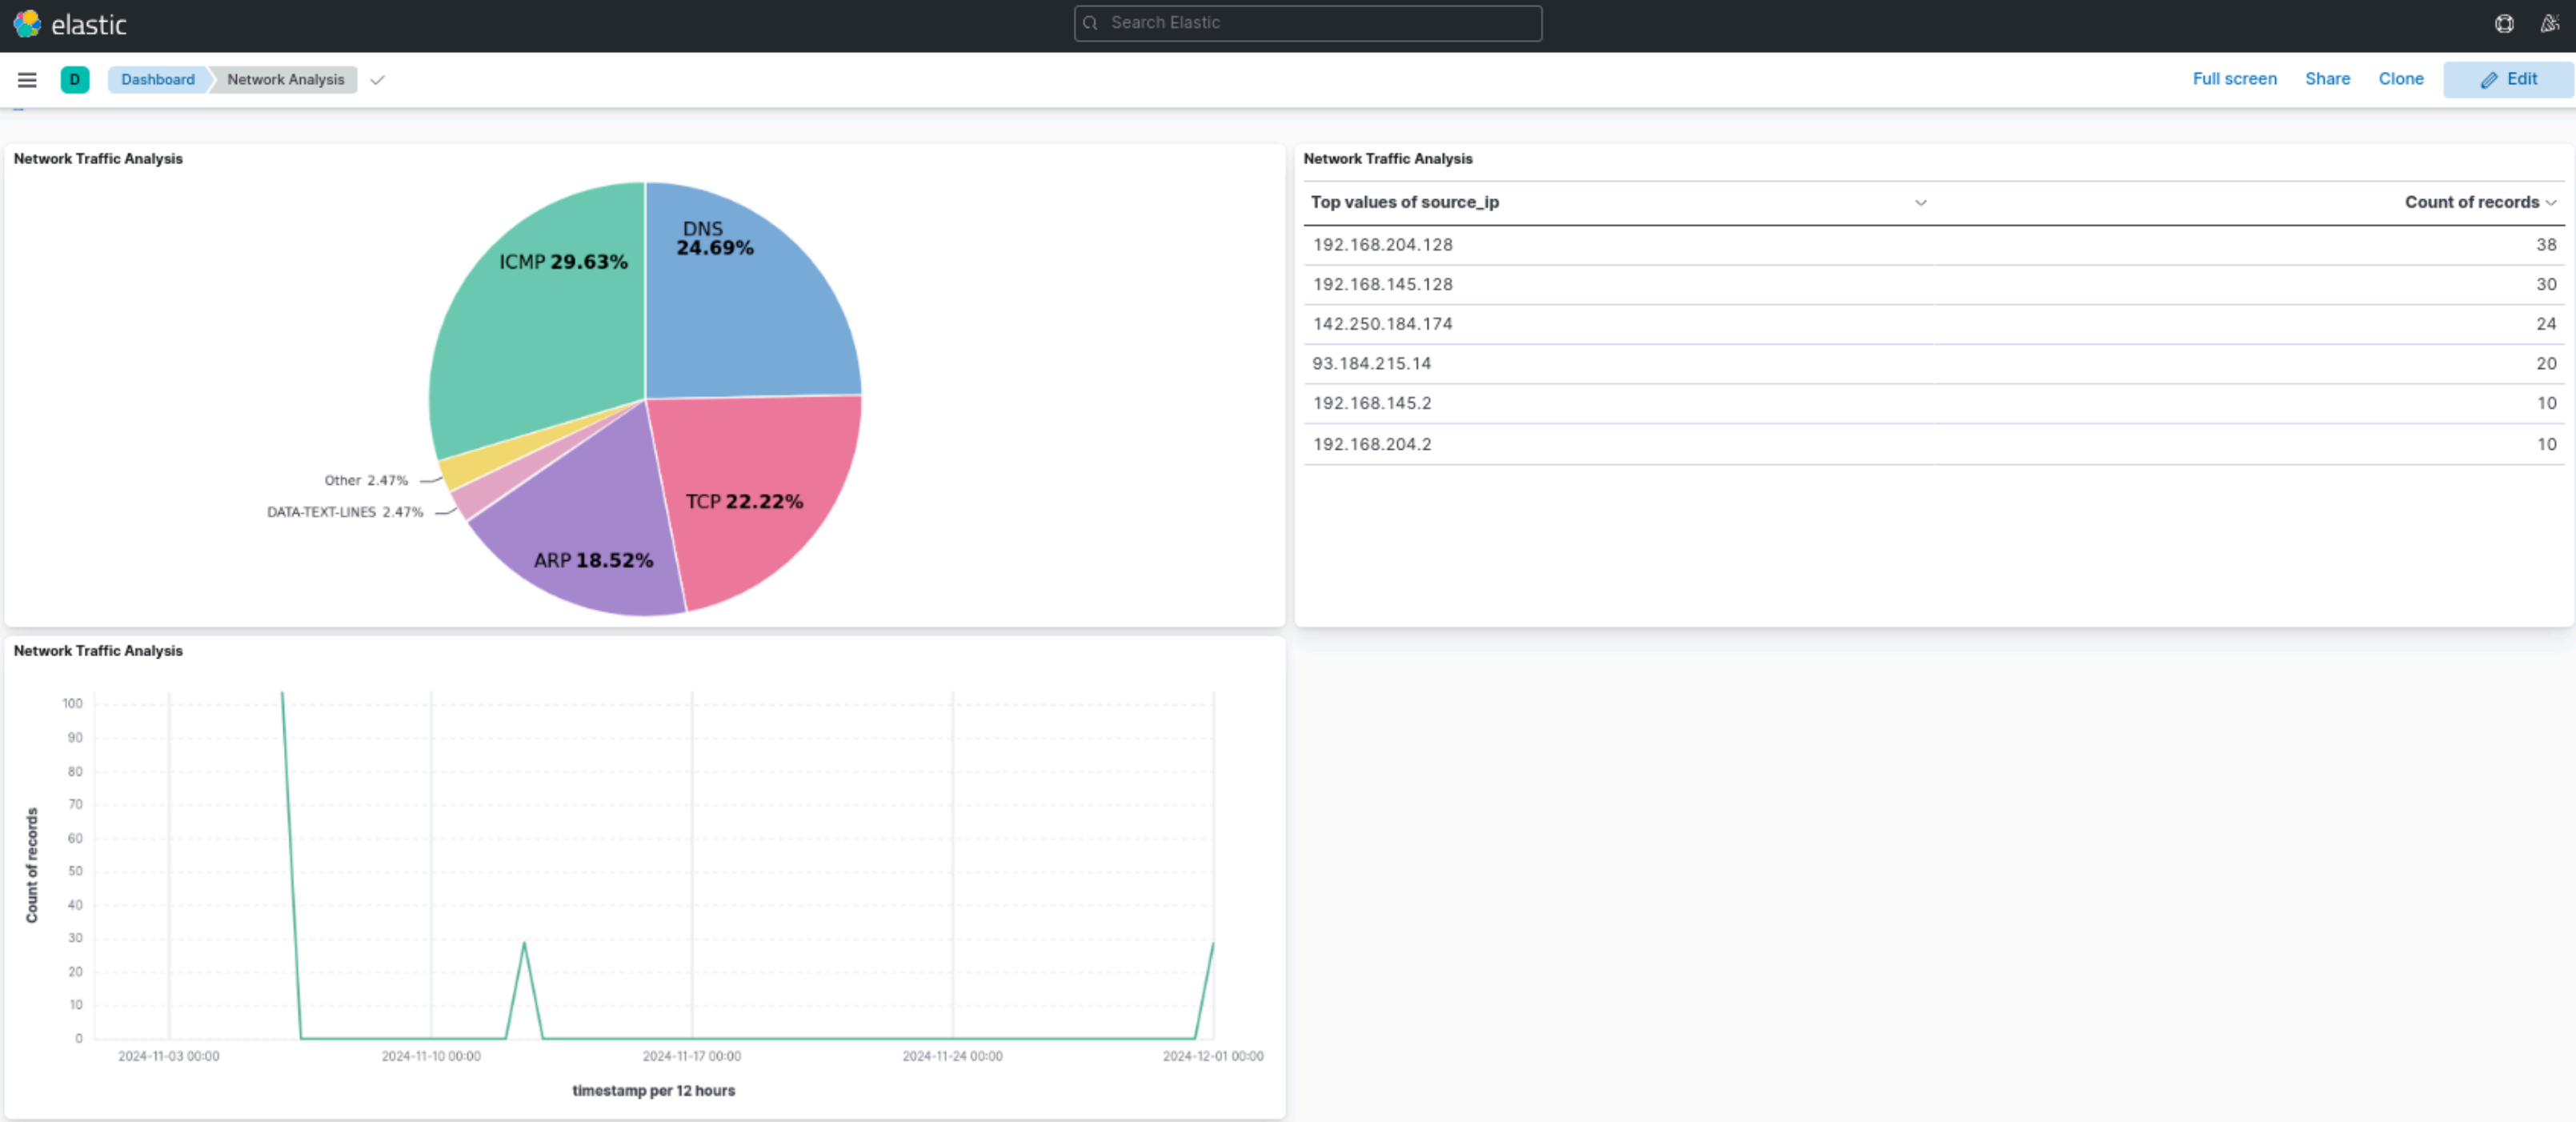 elastic
Search Elastic
D
Dashboard
Network Analysis
Full screen
Share
Clone
Edit
Network Traffic Analysis
DNS
24.69%
ICMP 29.63%
Other 2.47%
DATA-TEXT-LINES 2.47%
TCP 22.22%
ARP 18.52%
Network Traffic Analysis
Top values of source_ip Count of records
192.168.204.128 38
192.168.145.128 30
142.250.184.174 24
93.184.215.14 20
192.168.145.2 10
192.168.204.2 10
Network Traffic Analysis
Count of records
100
90
80
70
60
50
40
30
20
10
0
2024-11-03 00:00 2024-11-10 00:00 2024-11-17 00:00 2024-11-24 00:00 2024-12-01 00:00
timestamp per 12 hours